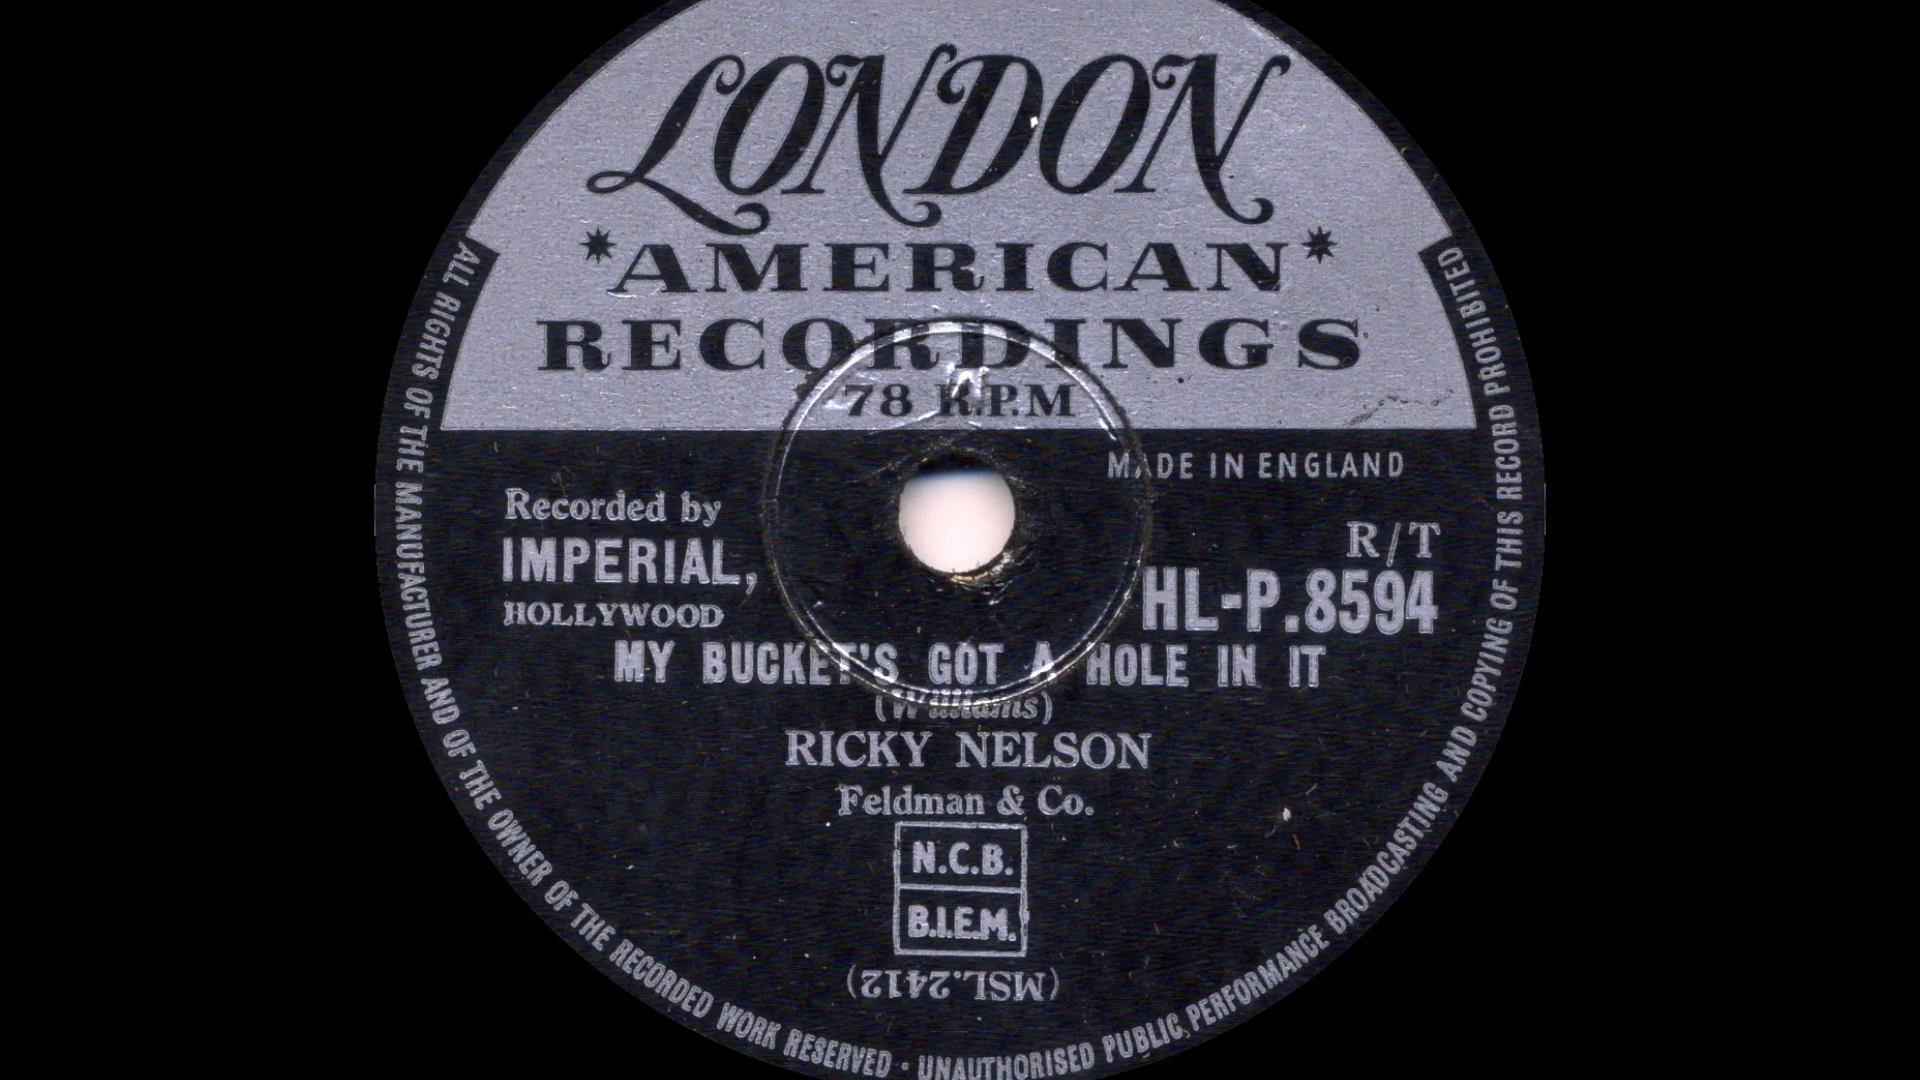 LONDON
*AMERICAN*
RECORDINGS
78 R.P.M
MADE IN ENGLAND
Recorded by
IMPERIAL,
HOLLYWOOD
R/T
HL-P.8594
MY BUCKET'S GOT A HOLE IN IT
(Williams)
RICKY NELSON
Feldman & Co.
N.C.B.
B.I.E.M.
(MSL.2412)
ALL RIGHTS OF THE MANUFACTURER AND OF THE OWNER OF THE RECORDED WORK RESERVED · UNAUTHORISED PUBLIC PERFORMANCE BROADCASTING AND COPYING OF THIS RECORD PROHIBITED